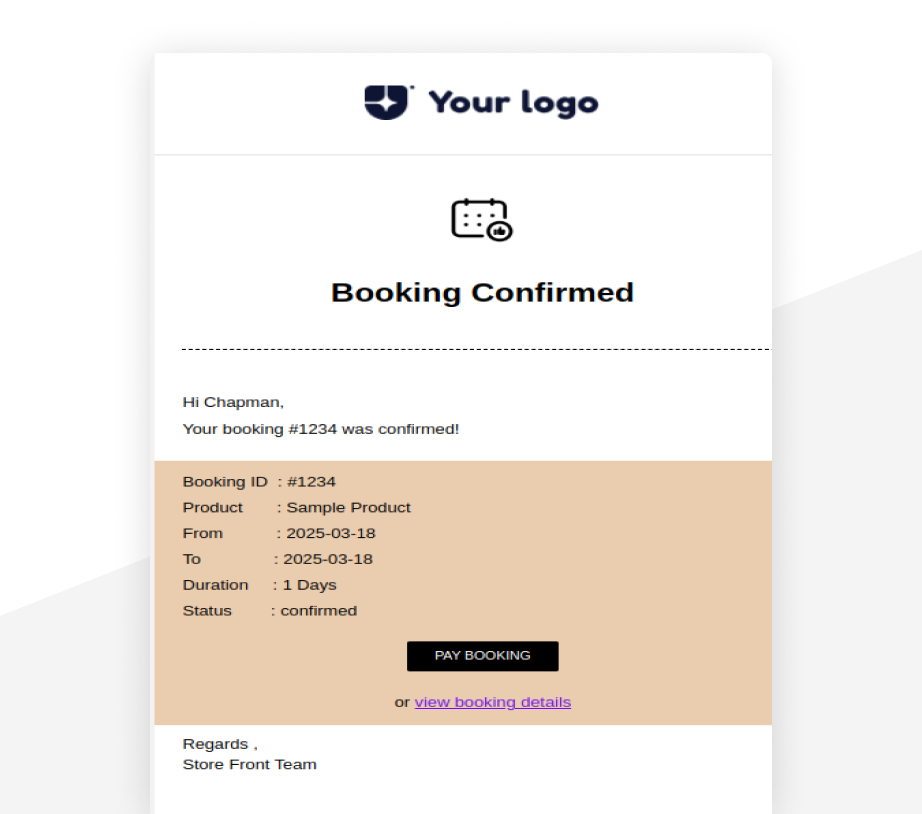 Your logo
Booking Confirmed
Hi Chapman,
Your booking #1234 was confirmed!
Booking ID : #1234
Product : Sample Product
From : 2025-03-18
To : 2025-03-18
Duration : 1 Days
Status : confirmed
PAY BOOKING
or view booking details
Regards ,
Store Front Team